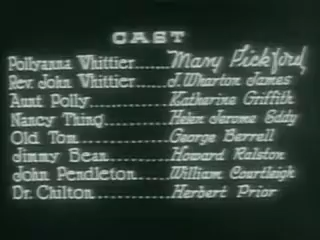 CAST
Pollyanna Whittier......Mary Pickford
Rev. John Whittier......J. Wharton James
Aunt Polly..............Katherine Griffith
Nancy Thing.............Helen Jerome Eddy
Old Tom.................George Berrell
Jimmy Bean..............Howard Ralston
John Pendleton..........William Courtleigh
Dr. Chilton.............Herbert Prior